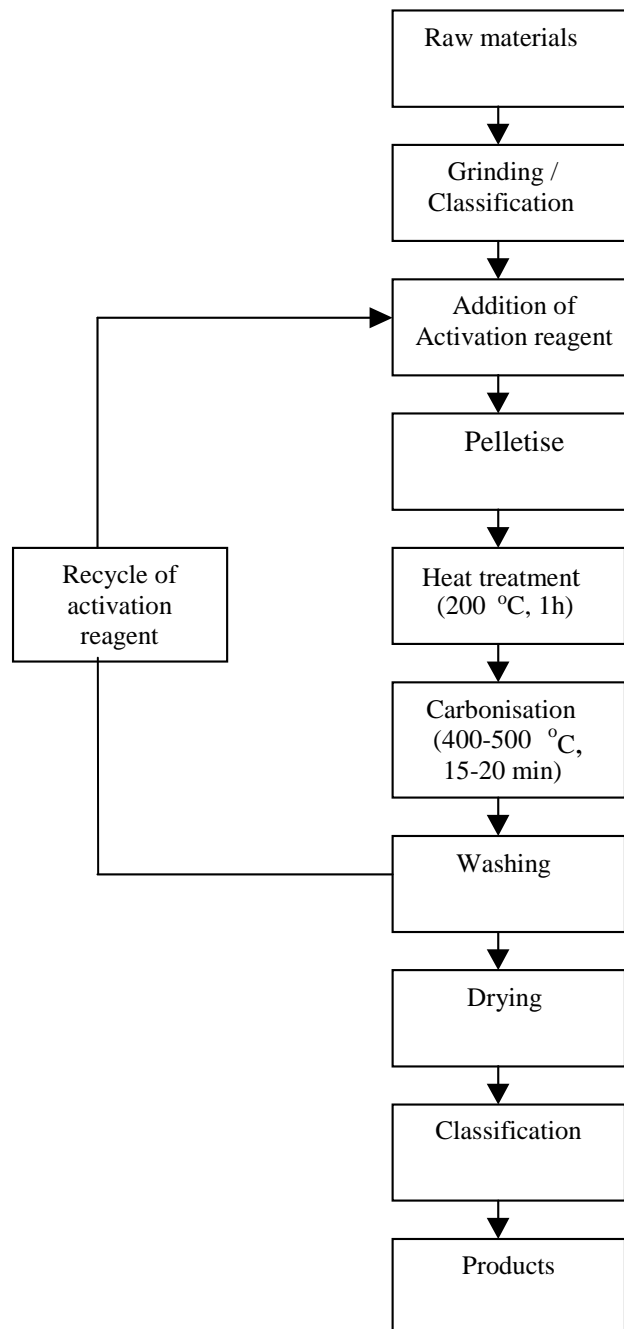 Raw materials
Grinding /
Classification
Addition of
Activation reagent
Pelletise
Recycle of
activation
reagent
Heat treatment
(200 °C, 1h)
Carbonisation
(400-500 °C,
15-20 min)
Washing
Drying
Classification
Products